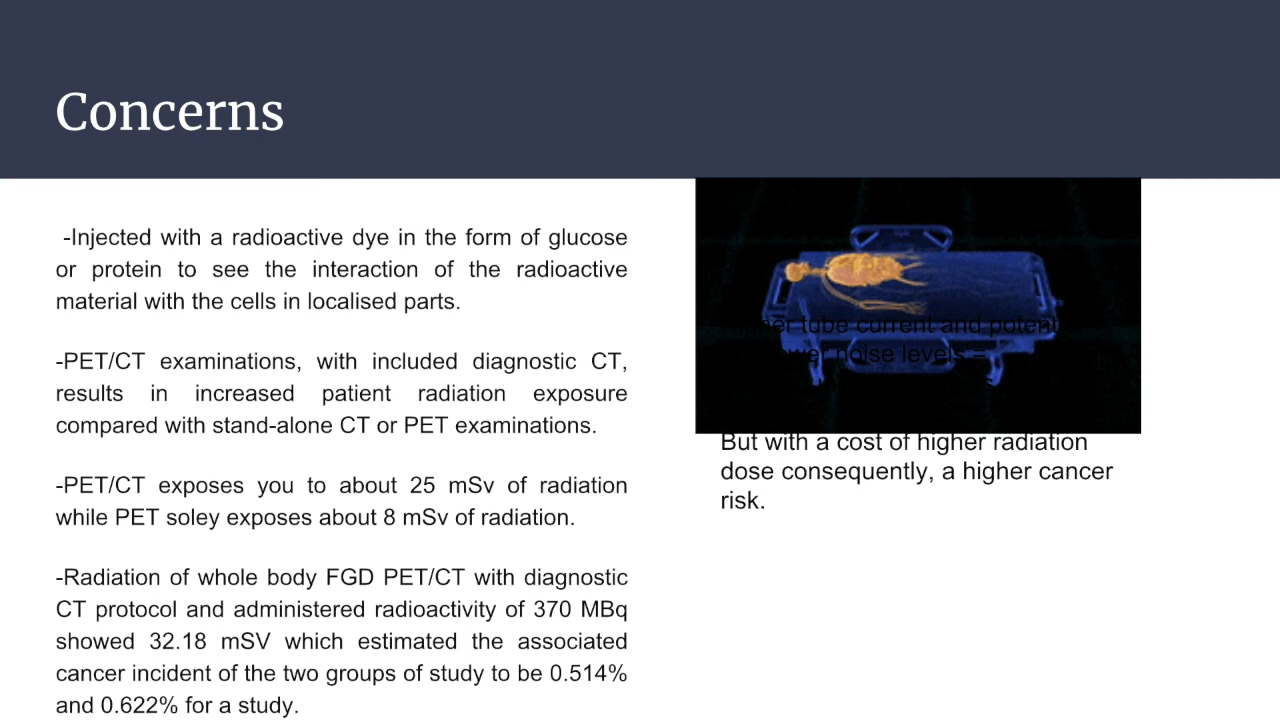 Concerns
-Injected with a radioactive dye in the form of glucose
or protein to see the interaction of the radioactive
material with the cells in localised parts.
-PET/CT examinations, with included diagnostic CT,
results in increased patient radiation exposure
compared with stand-alone CT or PET examinations.
-PET/CT exposes you to about 25 mSv of radiation
while PET soley exposes about 8 mSv of radiation.
-Radiation of whole body FGD PET/CT with diagnostic
CT protocol and administered radioactivity of 370 MBq
showed 32.18 mSV which estimated the associated
cancer incident of the two groups of study to be 0.514%
and 0.622% for a study.
tube current and
noise levels =
But with a cost of higher radiation
dose consequently, a higher cancer
risk.